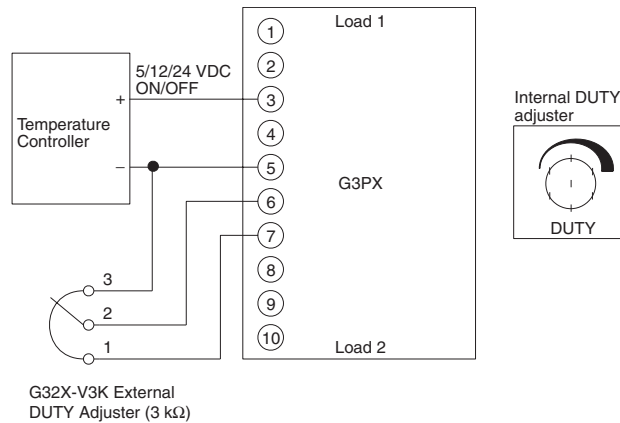 Load 1
1
2
3
4
5
6
7
8
9
10
G3PX
Load 2
5/12/24 VDC
ON/OFF
+
Temperature
Controller
–
3
2
1
G32X-V3K External
DUTY Adjuster (3 kΩ)
Internal DUTY
adjuster
DUTY